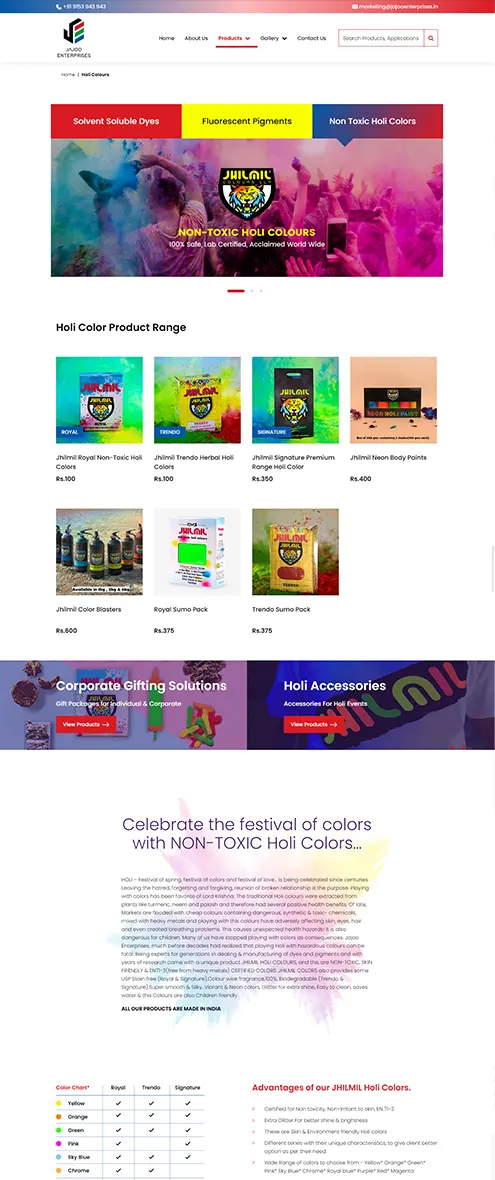 +91 9153 943 943
marketing@jajooenterprises.in
JAJOO
ENTERPRISES
Home
About Us
Products
Gallery
Contact Us
Search Products, Applications
Home | Holi Colours
Solvent Soluble Dyes
Fluorescent Pigments
Non Toxic Holi Colors
JHILMIL
COLOURS LLP
NON-TOXIC HOLI COLOURS
100% Safe, Lab Certified, Acclaimed World Wide
Holi Color Product Range
JHILMIL
ROYAL
ROYAL
JHILMIL
TRENDO
TRENDO
JHILMIL
SIGNATURE
NEON HOLI PAINT
Jhilmil Royal Non-Toxic Holi
Colors
Rs.100
Jhilmil Trendo Herbal Holi
Colors
Rs.100
Jhilmil Signature Premium
Range Holi Color
Rs.350
Jhilmil Neon Body Paints
Rs.400
JHILMIL
JHILMIL
TRENDO
Jhilmil Color Blasters
Rs.600
Royal Sumo Pack
Rs.375
Trendo Sumo Pack
Rs.375
Corporate Gifting Solutions
Gift Packages for Individual & Corporate
View Products
Holi Accessories
Accessories For Holi Events
View Products
JHILMIL
Celebrate the festival of colors
with NON-TOXIC Holi Colors...
HOLI – Festival of spring, festival of colors and festival of love... is being celebrated since centuries.
Leaving the hatred, forgetting and forgiving, reunion of broken relationship is the purpose. Playing
with colors has been favorite of Lord Krishna. The traditional Holi colours were extracted from
plants like turmeric, neem and palash and therefore had several positive health benefits. Of late,
Markets are flooded with cheap colours containing dangerous, synthetic & toxic- chemicals,
mixed with heavy metals and playing with this colours have adversely affecting skin, eyes, hair
and even created breathing problems. This causes unexpected health hazards! It is also
dangerous for children. Many of us have stopped playing with colors as consequences. Jajoo
Enterprises, much before decades had realized that playing Holi with hazardous colours can be
fatal. Being experts for generations in dealing & manufacturing of dyes and pigments and with
years of research came with a unique product JHILMIL HOLI COLOURS, and this are NON-TOXIC, SKIN
FRIENDLY & EN71-3(free from heavy metals) CERTIFIED COLORS. JHILMIL COLORS also provides some
USP Stain free (Royal & Signature),Colour wise fragrance,100%, Biodegradable (Trendo &
Signature),Super smooth & Silky, Vibrant & Neon colors, Glitter for extra shine, Easy to clean, saves
water & this Colours are also Children friendly.
ALL OUR PRODUCTS ARE MADE IN INDIA
Color Chart* Royal Trendo Signature
Yellow
Orange
Green
Pink
Sky Blue
Chrome
Advantages of our JHILMIL Holi Colors.
Certified for Non toxicity, Non-Irritant to skin, EN 71-3
Extra Glitter For better shine & brightness
These are Skin & Environment friendly Holi colors
Different series with their unique characteristics, to give client better
option as per their need.
Wide Range of colors to choose from - Yellow* Orange* Green*
Pink* Sky Blue* Chrome* Royal blue* Purple* Red* Magenta